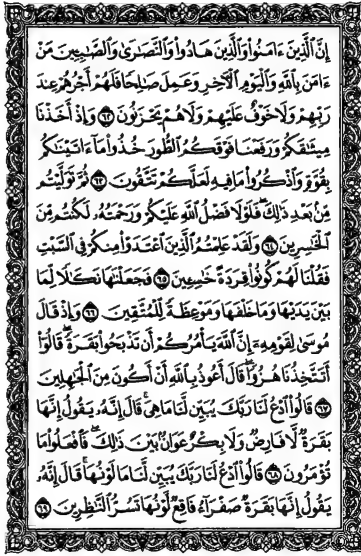 إِنَّ ٱلَّذِينَ ءَامَنُوا۟ وَٱلَّذِينَ هَادُوا۟ وَٱلنَّصَٰرَىٰ وَٱلصَّٰبِـِٔينَ مَنْ
ءَامَنَ بِٱللَّهِ وَٱلْيَوْمِ ٱلْءَاخِرِ وَعَمِلَ صَٰلِحًا فَلَهُمْ أَجْرُهُمْ عِندَ
رَبِّهِمْ وَلَا خَوْفٌ عَلَيْهِمْ وَلَا هُمْ يَحْزَنُونَ ٦٢ وَإِذْ أَخَذْنَا
مِيثَٰقَكُمْ وَرَفَعْنَا فَوْقَكُمُ ٱلطُّورَ خُذُوا۟ مَآ ءَاتَيْنَٰكُم
بِقُوَّةٍ وَٱذْكُرُوا۟ مَا فِيهِ لَعَلَّكُمْ تَتَّقُونَ ٦٣ ثُمَّ تَوَلَّيْتُم
مِّنۢ بَعْدِ ذَٰلِكَ ۖ فَلَوْلَا فَضْلُ ٱللَّهِ عَلَيْكُمْ وَرَحْمَتُهُۥ لَكُنتُم مِّنَ
ٱلْخَٰسِرِينَ ٦٤ وَلَقَدْ عَلِمْتُمُ ٱلَّذِينَ ٱعْتَدَوْا۟ مِنكُمْ فِى ٱلسَّبْتِ
فَقُلْنَا لَهُمْ كُونُوا۟ قِرَدَةً خَٰسِـِٔينَ ٦٥ فَجَعَلْنَٰهَا نَكَٰلًا لِّمَا
بَيْنَ يَدَيْهَا وَمَا خَلْفَهَا وَمَوْعِظَةً لِّلْمُتَّقِينَ ٦٦ وَإِذْ قَالَ
مُوسَىٰ لِقَوْمِهِۦٓ إِنَّ ٱللَّهَ يَأْمُرُكُمْ أَن تَذْبَحُوا۟ بَقَرَةً ۖ قَالُوٓا۟
أَتَتَّخِذُنَا هُزُوًا ۖ قَالَ أَعُوذُ بِٱللَّهِ أَنْ أَكُونَ مِنَ ٱلْجَٰهِلِينَ
٦٧ قَالُوا۟ ٱدْعُ لَنَا رَبَّكَ يُبَيِّن لَّنَا مَا هِىَ ۚ قَالَ إِنَّهُۥ يَقُولُ إِنَّهَا
بَقَرَةٌ لَّا فَارِضٌ وَلَا بِكْرٌ عَوَانٌۢ بَيْنَ ذَٰلِكَ ۖ فَٱفْعَلُوا۟ مَا
تُؤْمَرُونَ ٦٨ قَالُوا۟ ٱدْعُ لَنَا رَبَّكَ يُبَيِّن لَّنَا مَا لَوْنُهَا ۚ قَالَ إِنَّهُۥ
يَقُولُ إِنَّهَا بَقَرَةٌ صَفْرَآءُ فَاقِعٌ لَّوْنُهَا تَسُرُّ ٱلنَّٰظِرِينَ ٦٩